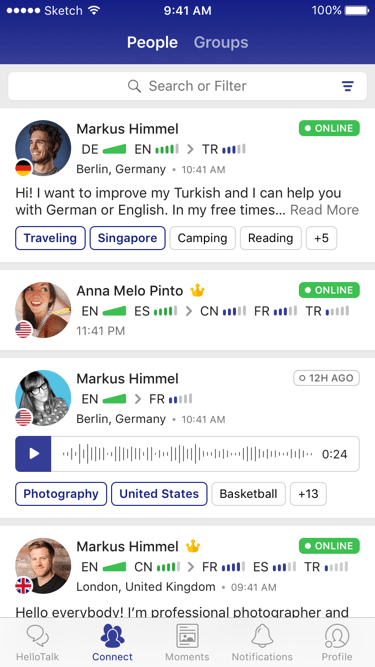 Sketch 9:41 AM 100%
People Groups
Search or Filter
Markus Himmel ONLINE
DE EN TR
Berlin, Germany • 10:41 AM
Hi! I want to improve my Turkish and I can help you
with German or English. In my free times... Read More
Traveling Singapore Camping Reading +5
Anna Melo Pinto ONLINE
EN ES CN FR TR
11:41 PM
Markus Himmel 12H AGO
EN FR
Berlin, Germany • 10:41 AM
0:24
Photography United States Basketball +13
Markus Himmel ONLINE
EN CN FR ES TR
London, United Kingdom • 09:41 AM
Hello everybody! I'm professional photographer and
HelloTalk Connect Moments Notifications Profile